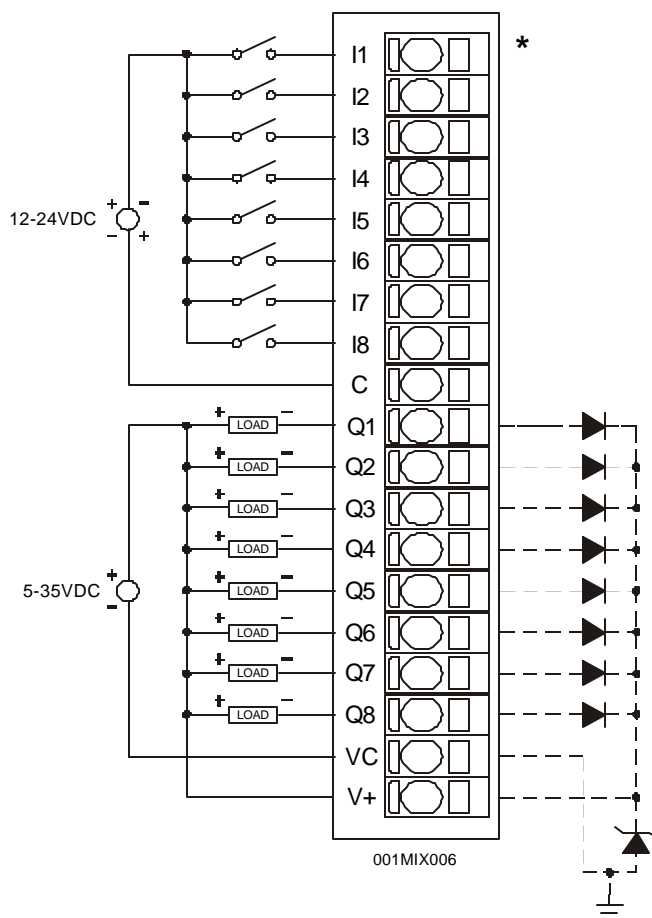 *
I1
I2
I3
I4
12-24VDC
+ -
- +
I5
I6
I7
I8
C
+ LOAD - Q1
+ LOAD - Q2
+ LOAD - Q3
+ LOAD - Q4
5-35VDC
+
-
+ LOAD - Q5
+ LOAD - Q6
+ LOAD - Q7
+ LOAD - Q8
VC
V+
001MIX006